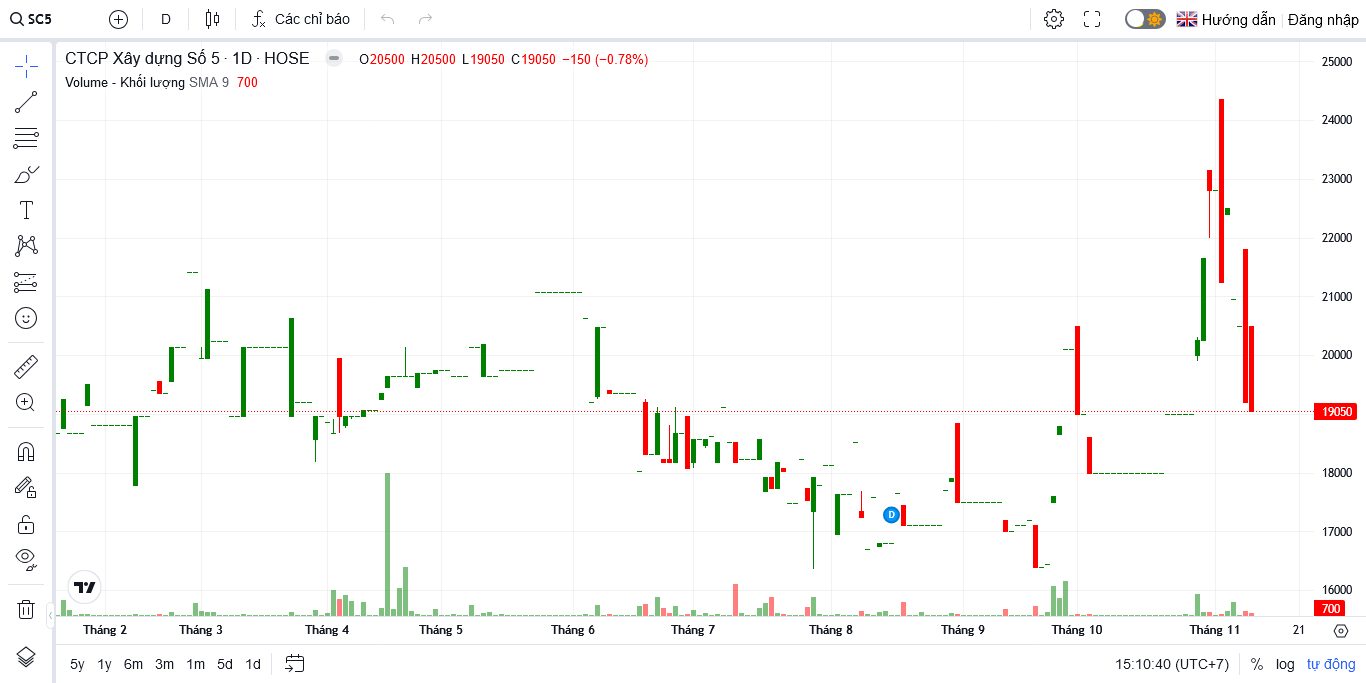 SC5 D Các chỉ báo Hướng dẫn Đăng nhập
CTCP Xây dựng Số 5 · 1D · HOSE O20500 H20500 L19050 C19050 −150 (−0.78%)
Volume - Khối lượng SMA 9 700
25000
24000
23000
22000
21000
20000
19050
18000
17000
16000
700
D
Tháng 2 Tháng 3 Tháng 4 Tháng 5 Tháng 6 Tháng 7 Tháng 8 Tháng 9 Tháng 10 Tháng 11 21
5y 1y 6m 3m 1m 5d 1d 15:10:40 (UTC+7) % log tự động